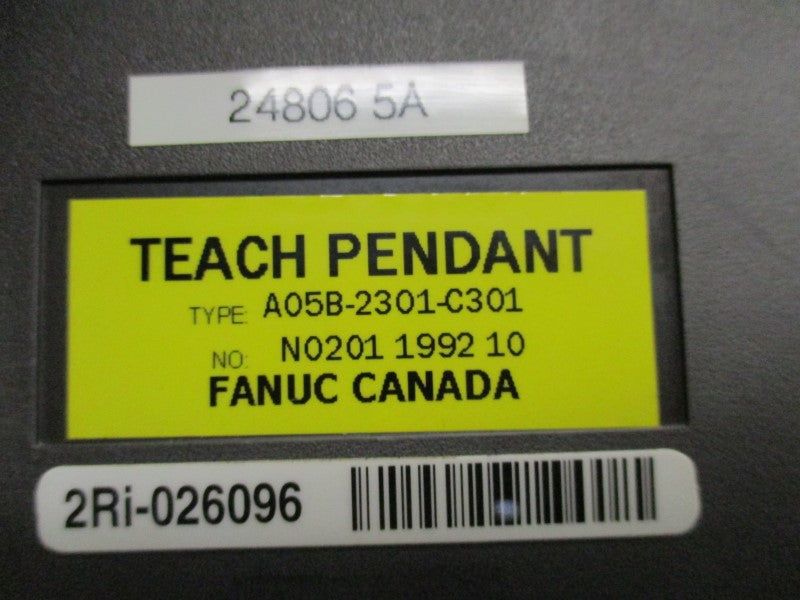 24806 5A
TEACH PENDANT
TYPE: A05B-2301-C301
NO: N0201 1992 10
FANUC CANADA
2Ri-026096